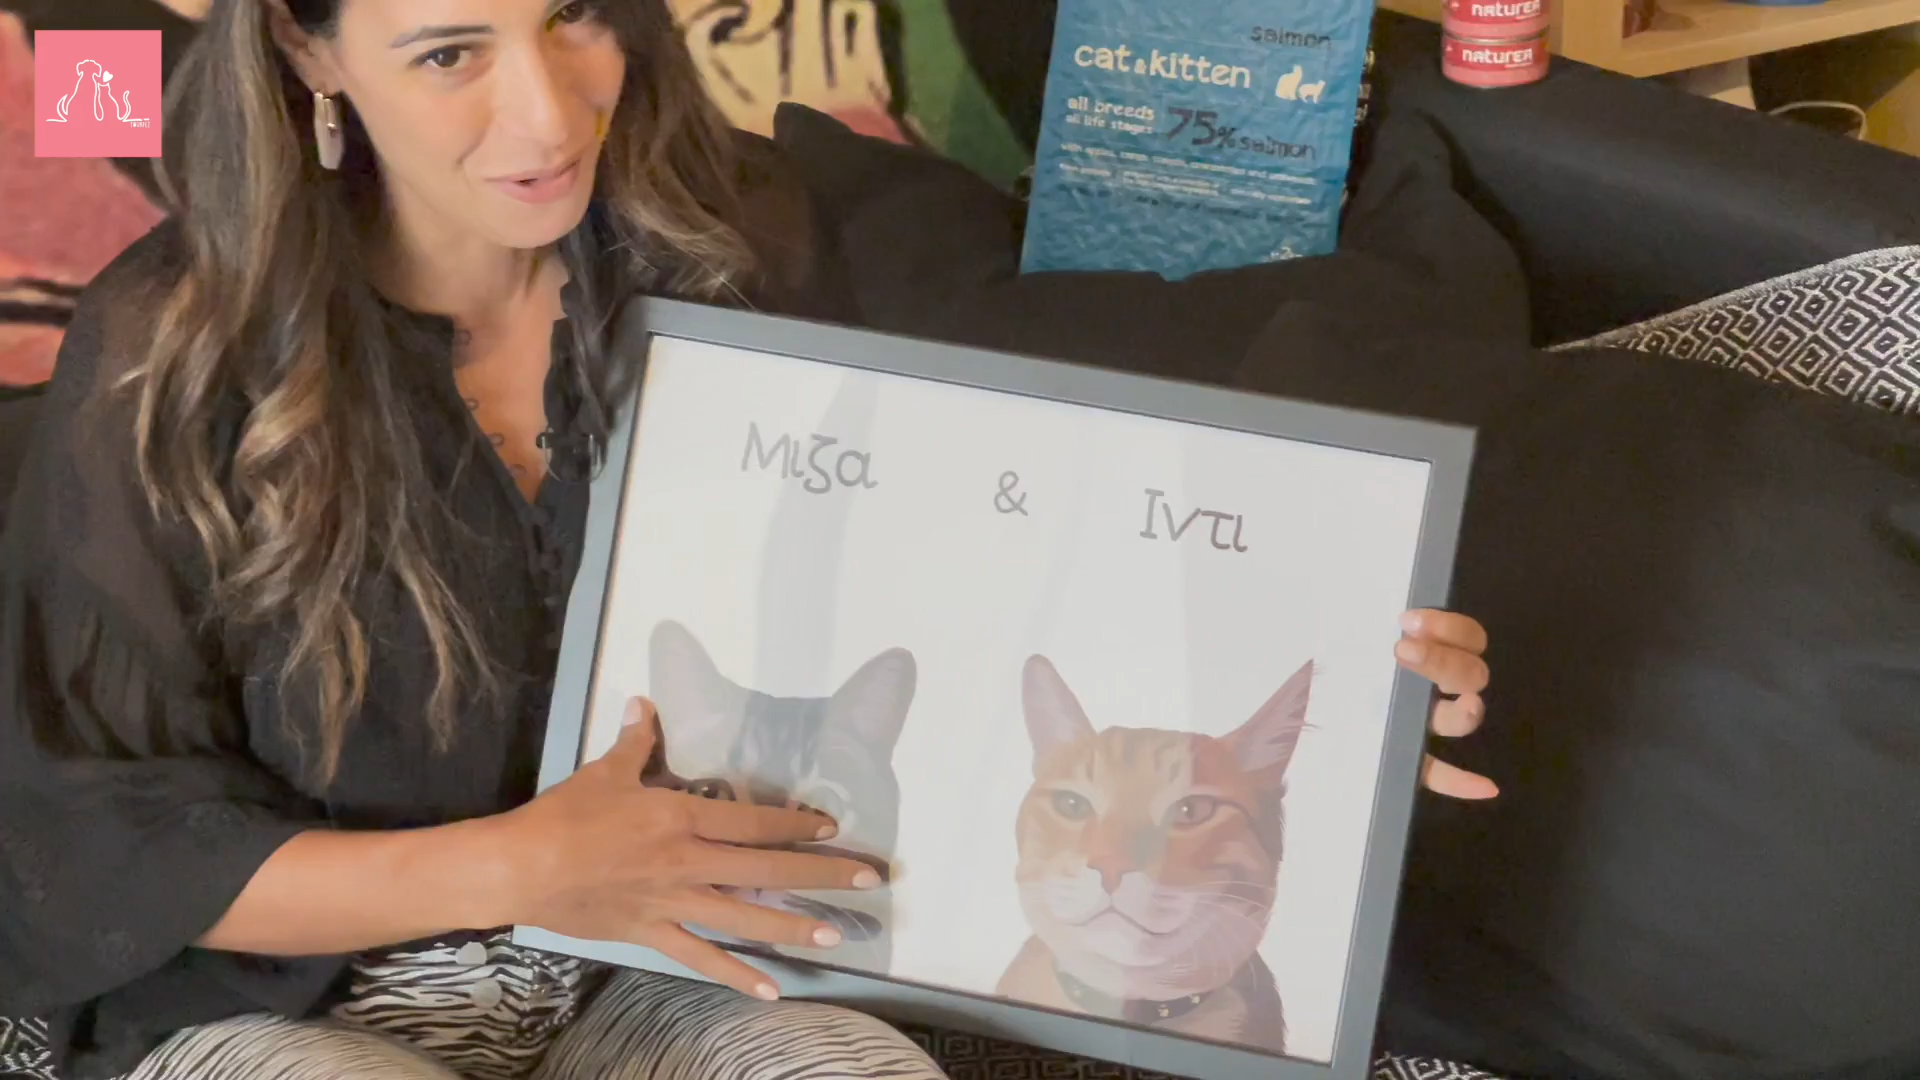 naturea
naturea
salmon
cat & kitten
all breeds
all life stages
75% salmon
Μιζα & Ιντι